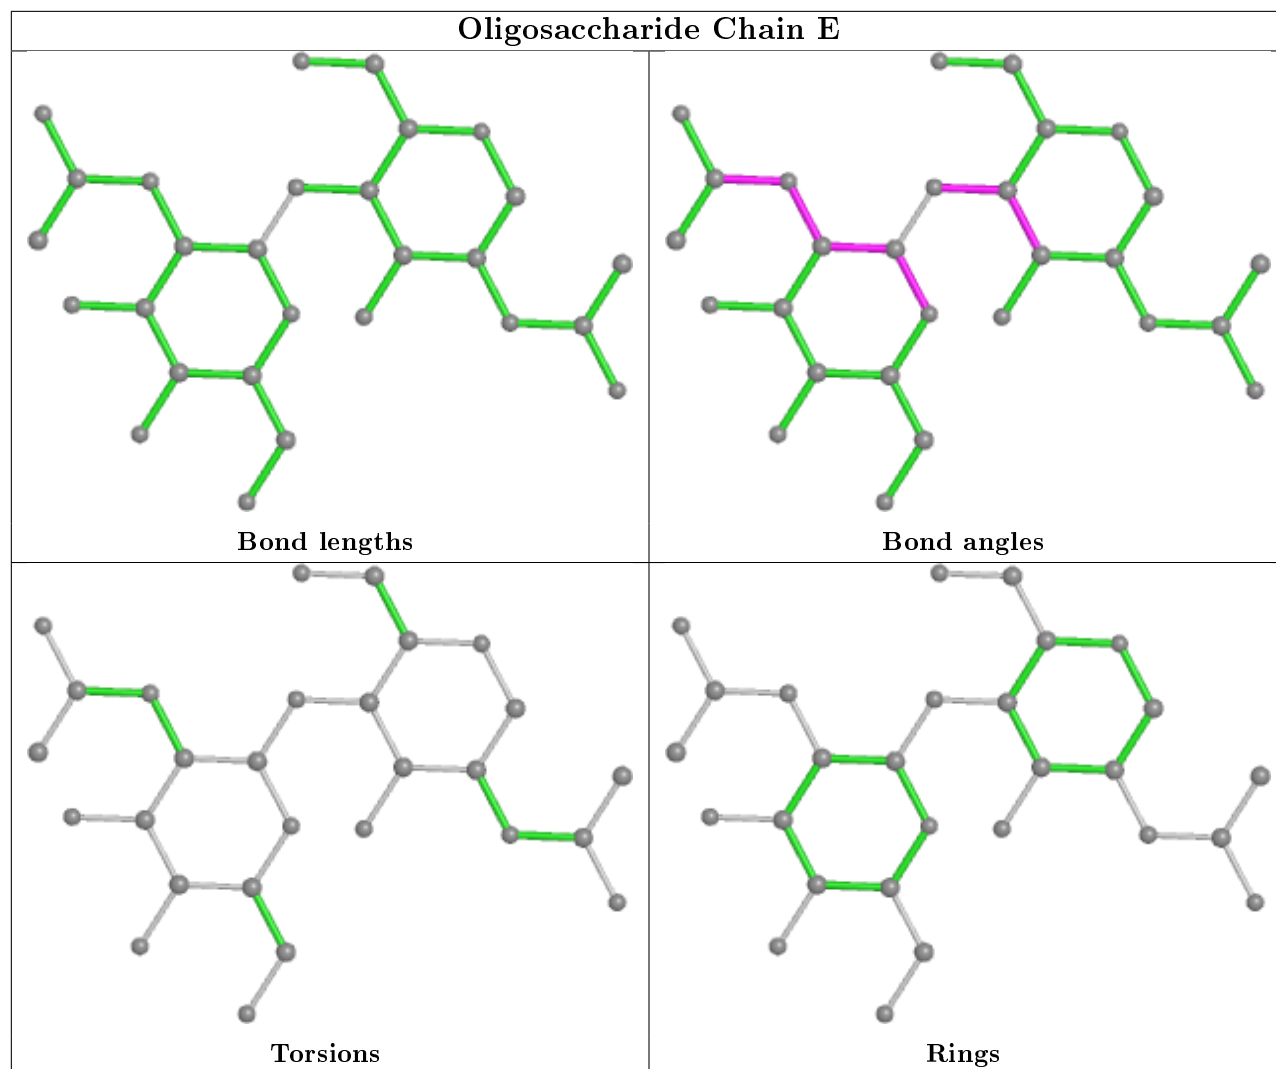 Oligosaccharide Chain E
Bond lengths
Bond angles
Torsions
Rings